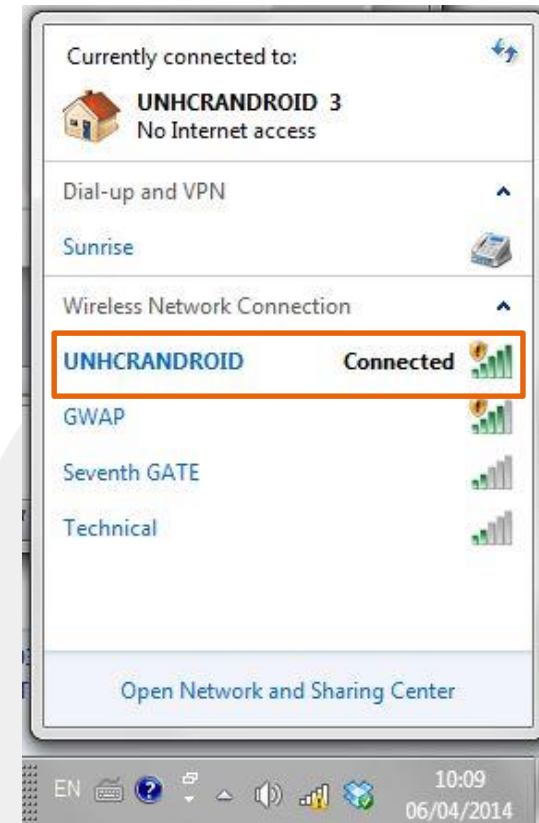 Currently connected to:
UNHCRANDROID 3
No Internet access
Dial-up and VPN
Sunrise
Wireless Network Connection
UNHCRANDROID Connected
GWAP
Seventh GATE
Technical
Open Network and Sharing Center
EN 10:09
06/04/2014